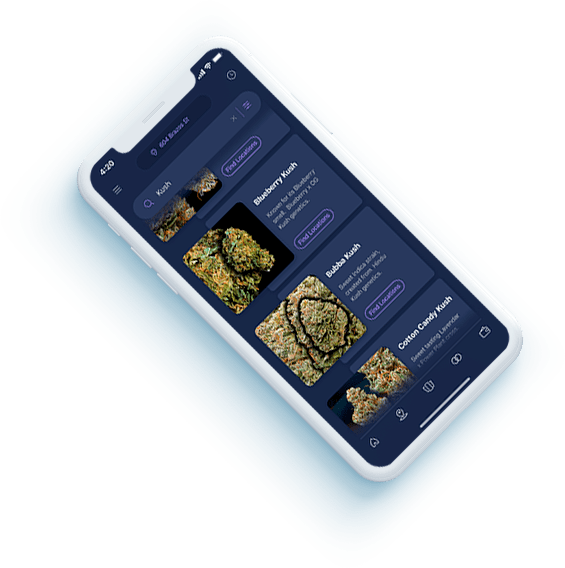 4:20
604 Brazos St
Kush
Find Locations
Blueberry Kush
Known for its Blueberry
smell. Blueberry x OG
Kush genetics.
Find Locations
Bubba Kush
Sweet indica strain,
created from Hindu
Kush genetics.
Find Locations
Cotton Candy Kush
Sweet tasting Lavender
x Power Plant cross.